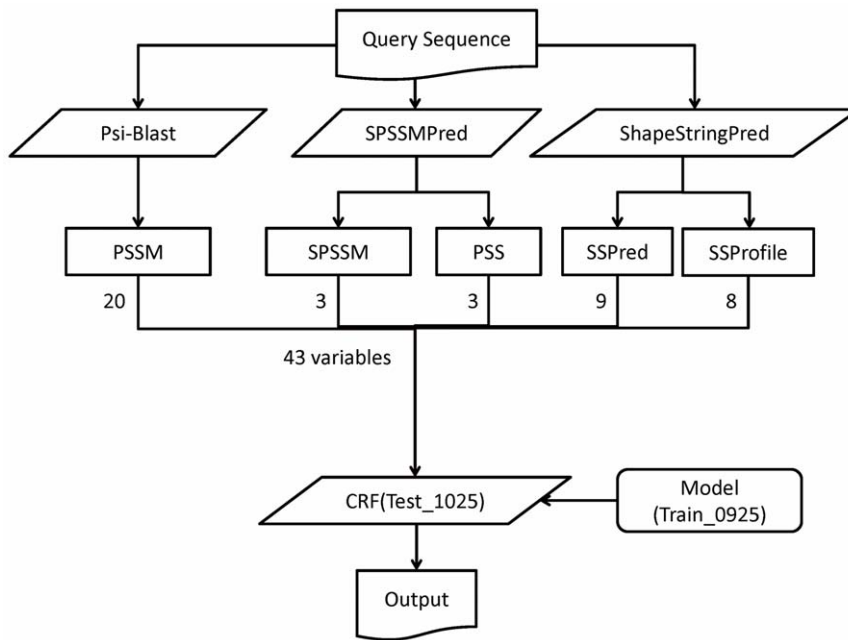 Query Sequence
Psi-Blast
SPSSMPred
ShapeStringPred
PSSM
SPSSM
PSS
SSPred
SSProfile
20
3
3
9
8
43 variables
CRF(Test_1025)
Model
(Train_0925)
Output